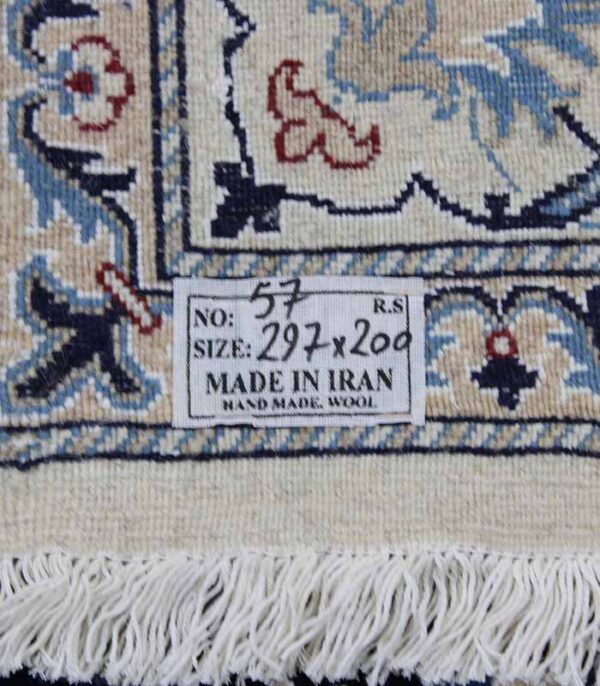 NO: 57 R.S
SIZE: 297x200
MADE IN IRAN
HAND MADE, WOOL